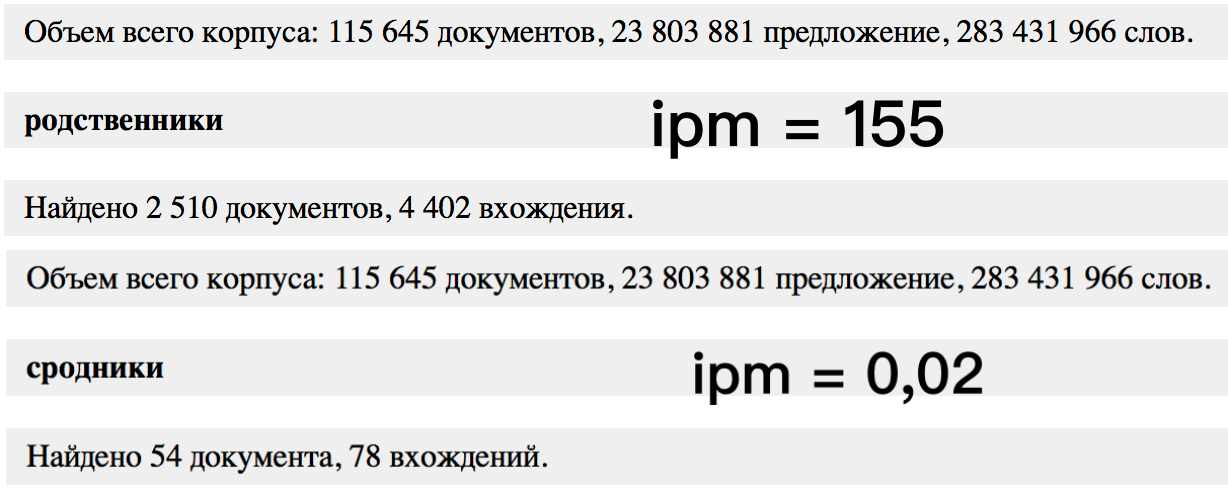 Объем всего корпуса: 115 645 документов, 23 803 881 предложение, 283 431 966 слов.
родственники
ipm = 155
Найдено 2 510 документов, 4 402 вхождения.
Объем всего корпуса: 115 645 документов, 23 803 881 предложение, 283 431 966 слов.
сродники
ipm = 0,02
Найдено 54 документа, 78 вхождений.